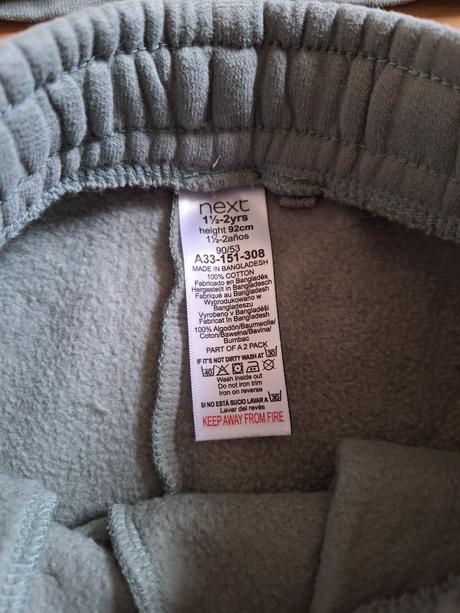 next
1½-2yrs
height 92cm
1½-2años
90/53
A33-151-308
MADE IN BANGLADESH
100% COTTON
Fabricado en Bangladesh
Hergestellt in Bangladesch
Fabriqué au Bangladesh
Wyprodukowano w
Bangladeszu
Vyrobeno v Bangladéši
Fabricat în Bangladesh
100% Algodón/Baumwolle/
Coton/Bawełna/Bavlna/
Bumbac
PART OF A 2 PACK
IF IT'S NOT DIRTY WASH AT 30
40
Wash inside out
Do not iron trim
Iron on reverse
SI NO ESTÁ SUCIO LAVAR A 30
Lavar del revés
KEEP AWAY FROM FIRE